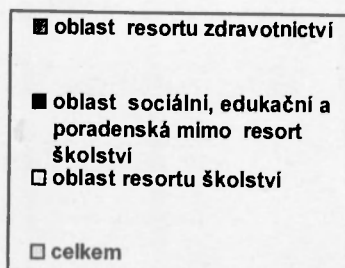 oblast resortu zdravotnictví
oblast sociální, edukační a
poradenská mimo resort
školství
oblast resortu školství
celkem